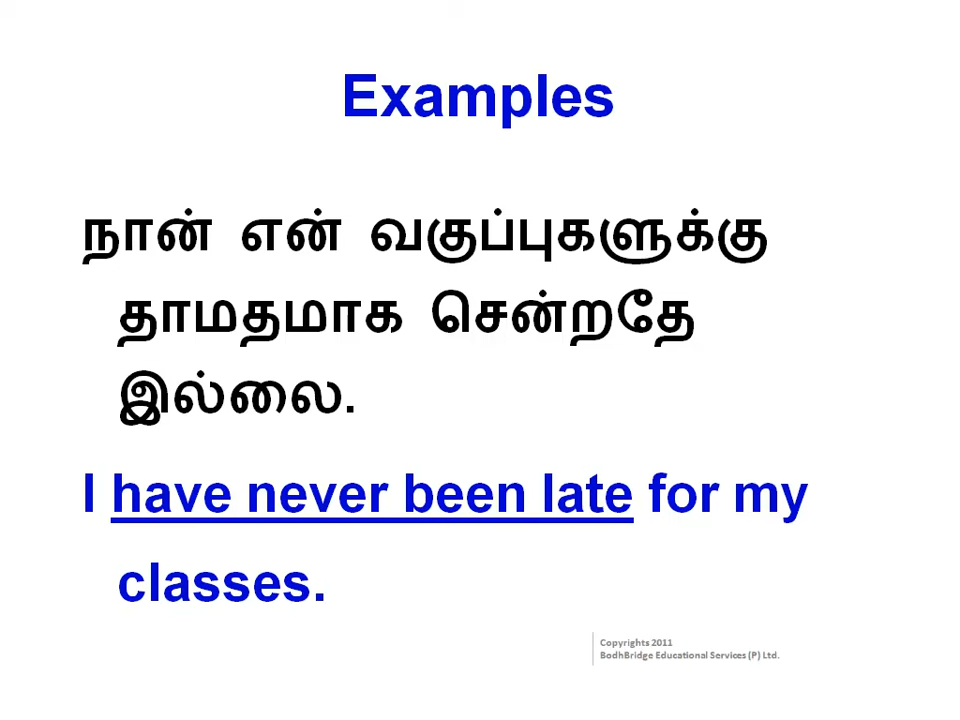 Examples
நான் என் வகுப்புகளுக்கு
தாமதமாக சென்றதே
இல்லை.
I have never been late for my
classes.
Copyrights 2011
BodhBridge Educational Services (P) Ltd.